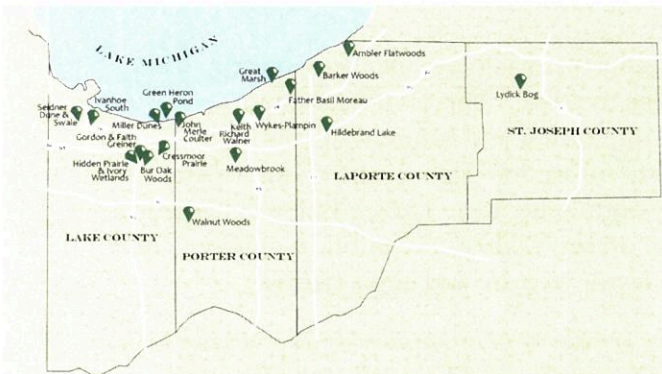 LAKE MICHIGAN
Ambler Flatwoods
Barker Woods
Great
Marsh
Father Basil Moreau
Lydick Bog
Green Heron
Pond
Ivanhoe
South
Seidner
Dune &
Swale
Miller Dunes
John
Merle
Coulter
Keith
Richard
Walner
Wykes-Plampin
Hildebrand Lake
ST. JOSEPH COUNTY
Gordon & Faith
Greiner
Hidden Prairie
& Ivory
Wetlands
Bur Oak
Woods
Cressmoor
Prairie
Meadowbrook
LAPORTE COUNTY
Walnut Woods
LAKE COUNTY
PORTER COUNTY